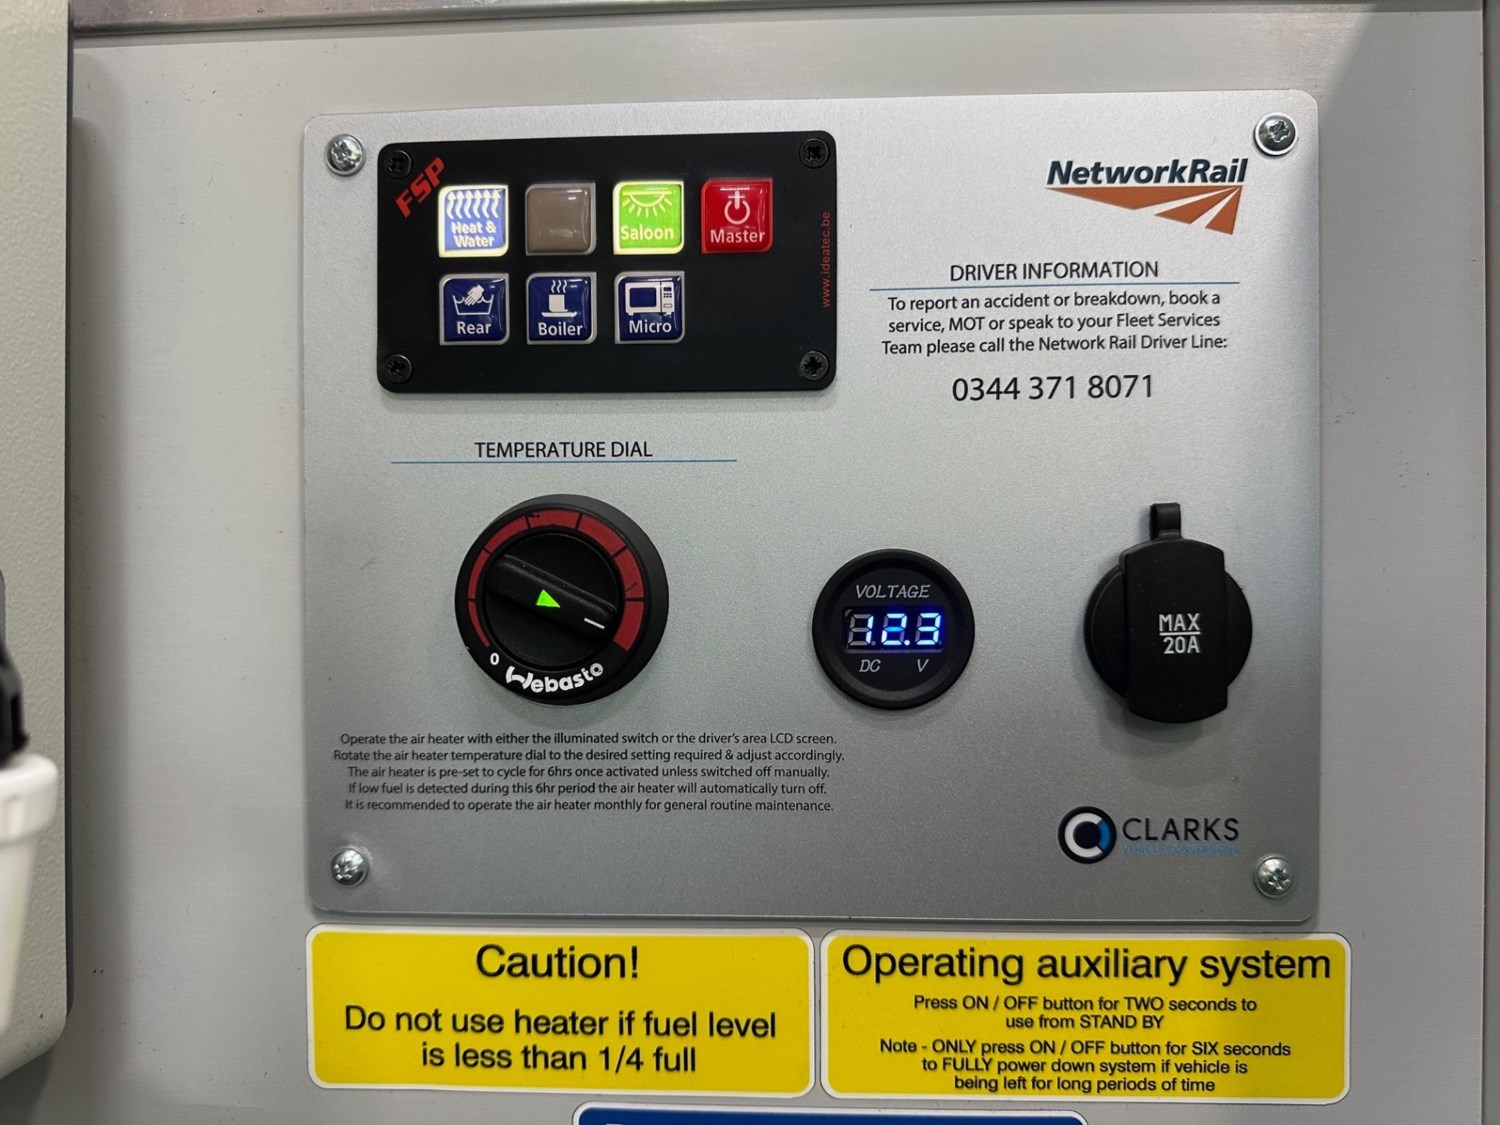 FSP
Heat &
Water
Saloon
Master
Rear
Boiler
Micro
www.ideatec.be
NetworkRail
DRIVER INFORMATION
To report an accident or breakdown, book a
service, MOT or speak to your Fleet Services
Team please call the Network Rail Driver Line:
0344 371 8071
TEMPERATURE DIAL
0
Webasto
VOLTAGE
12.3
DC V
MAX
20A
Operate the air heater with either the illuminated switch or the driver's area LCD screen.
Rotate the air heater temperature dial to the desired setting required & adjust accordingly.
The air heater is pre-set to cycle for 6hrs once activated unless switched off manually.
If low fuel is detected during this 6hr period the air heater will automatically turn off.
It is recommended to operate the air heater monthly for general routine maintenance.
CLARKS
VEHICLE CONVERSIONS
Caution!
Do not use heater if fuel level
is less than 1/4 full
Operating auxiliary system
Press ON / OFF button for TWO seconds to
use from STAND BY
Note - ONLY press ON / OFF button for SIX seconds
to FULLY power down system if vehicle is
being left for long periods of time